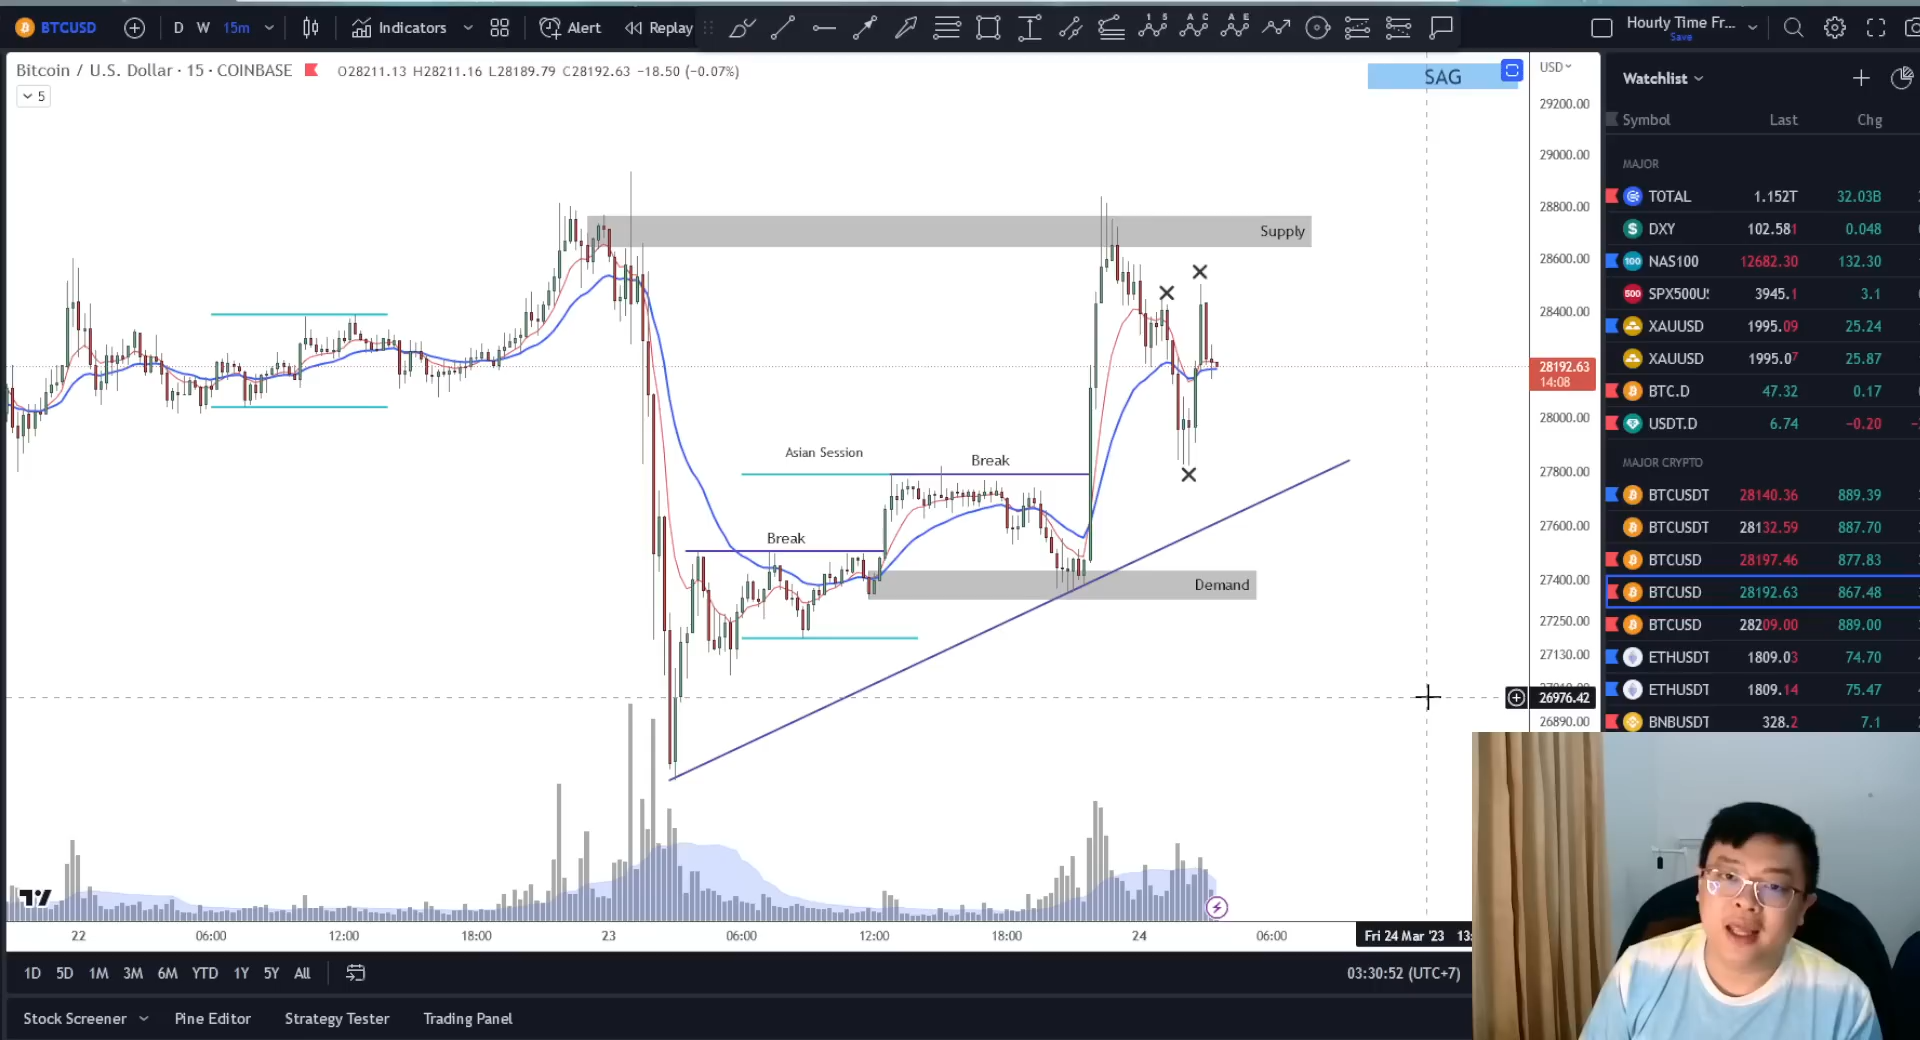 BTCUSD D W 15m Indicators Alert Replay Hourly Time Fr...
Save
Bitcoin / U.S. Dollar · 15 · COINBASE O28211.13 H28211.16 L28189.79 C28192.63 −18.50 (−0.07%)
5
SAG
USD
29200.00
29000.00
28800.00
28600.00
28400.00
28192.63
14:08
28000.00
27800.00
27600.00
27400.00
27250.00
27130.00
26976.42
26890.00
Supply
Asian Session
Break
Break
Demand
22 06:00 12:00 18:00 23 06:00 12:00 18:00 24 06:00 Fri 24 Mar '23 13:
1D 5D 1M 3M 6M YTD 1Y 5Y All 03:30:52 (UTC+7)
Stock Screener Pine Editor Strategy Tester Trading Panel
Watchlist
Symbol Last Chg
MAJOR
TOTAL 1.152T 32.03B
DXY 102.581 0.048
100 NAS100 12682.30 132.30
500 SPX500U 3945.1 3.1
XAUUSD 1995.09 25.24
XAUUSD 1995.07 25.87
BTC.D 47.32 0.17
USDT.D 6.74 −0.20
MAJOR CRYPTO
BTCUSDT 28140.36 889.39
BTCUSDT 28132.59 887.70
BTCUSD 28197.46 877.83
BTCUSD 28192.63 867.48
BTCUSD 28209.00 889.00
ETHUSDT 1809.03 74.70
ETHUSDT 1809.14 75.47
BNBUSDT 328.2 7.1